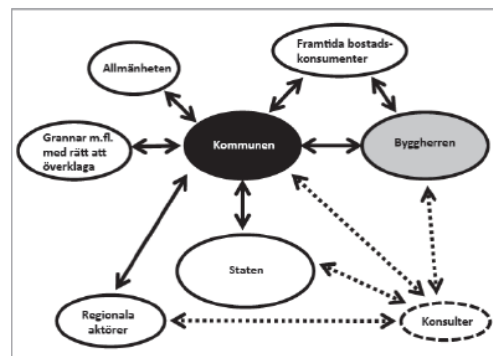 Framtida bostads-
konsumenter
Allmänheten
Grannar m.fl.
med rätt att
överklaga
Kommunen
Byggherren
Staten
Regionala
aktörer
Konsulter